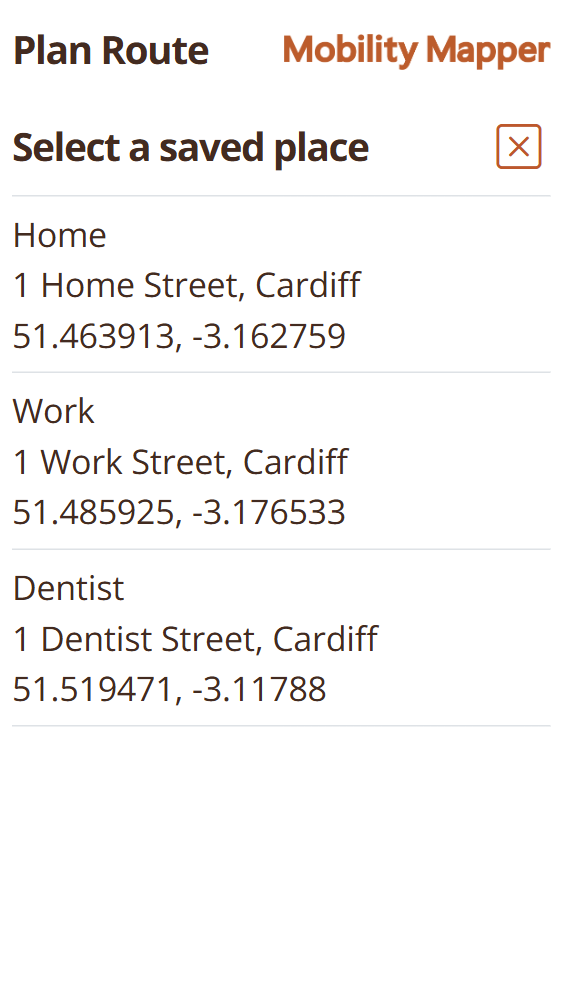 Plan Route
Mobility Mapper
Select a saved place
Home
1 Home Street, Cardiff
51.463913, -3.162759
Work
1 Work Street, Cardiff
51.485925, -3.176533
Dentist
1 Dentist Street, Cardiff
51.519471, -3.11788